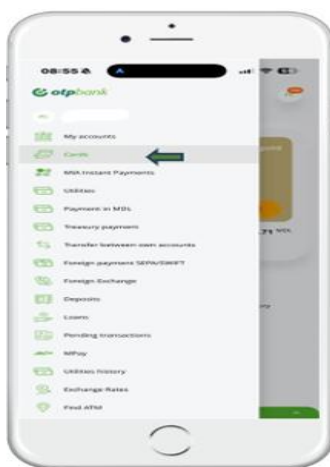 08:55
otpbank
My accounts
Cards
MIA Instant Payments
Utilities
Payment in MDL
Treasury payment
Transfer between own accounts
Foreign payment SEPA/SWIFT
Foreign Exchange
Deposits
Loans
Pending transactions
MPay
Utilities history
Exchange Rates
Find ATM